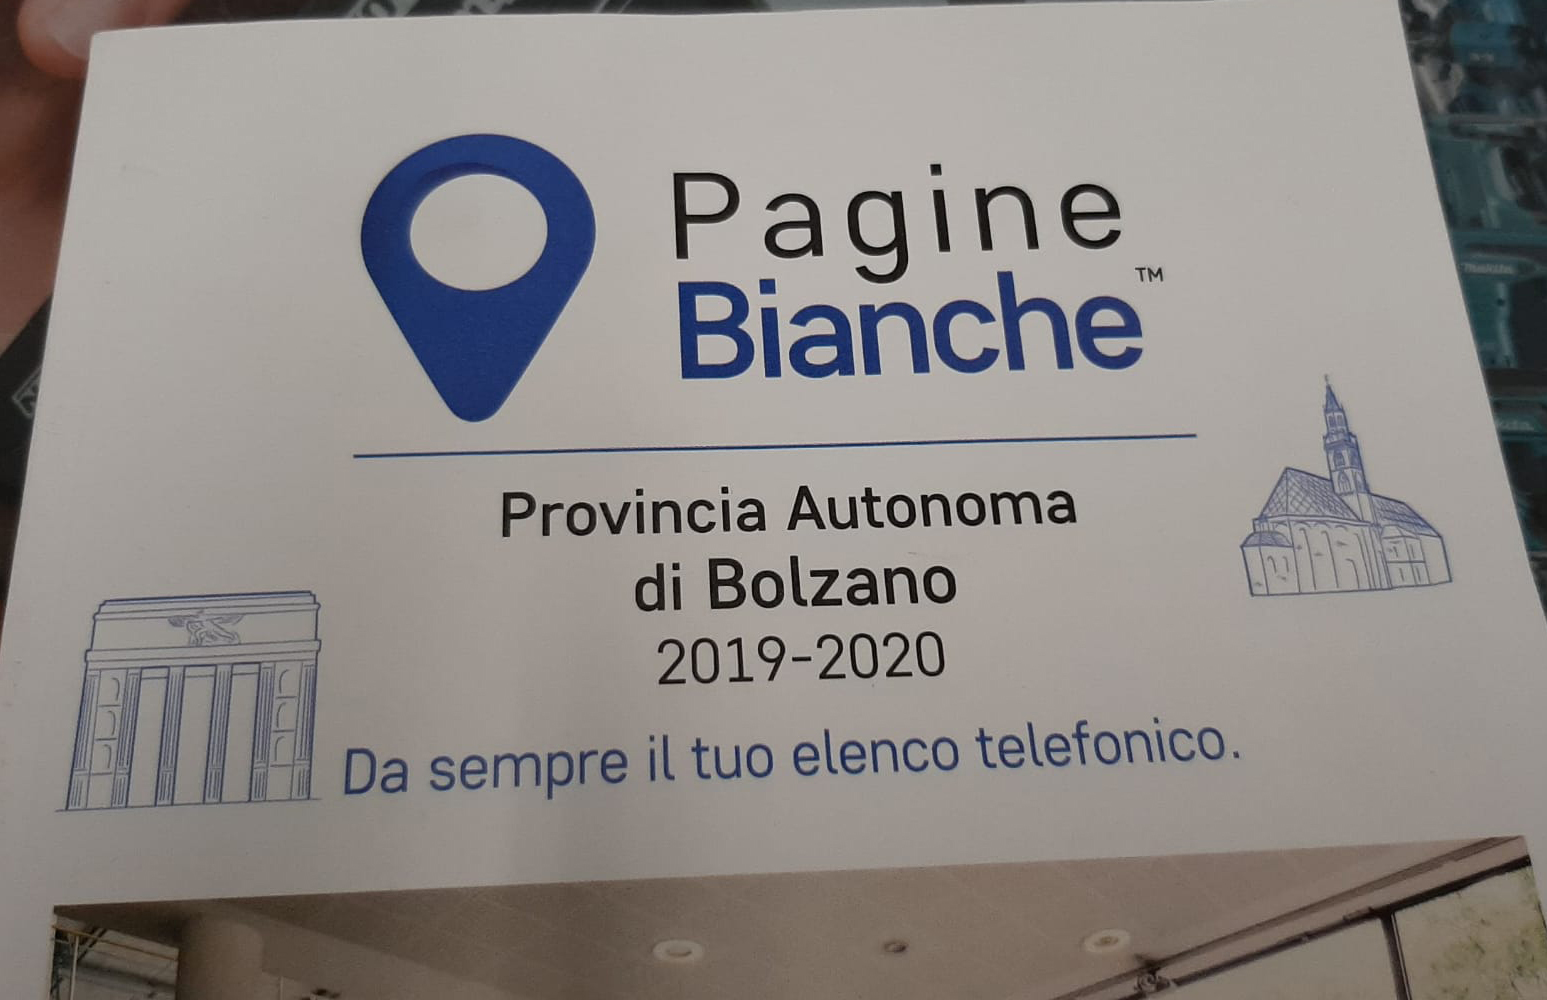 Pagine
Bianche™
Provincia Autonoma
di Bolzano
2019-2020
Da sempre il tuo elenco telefonico.